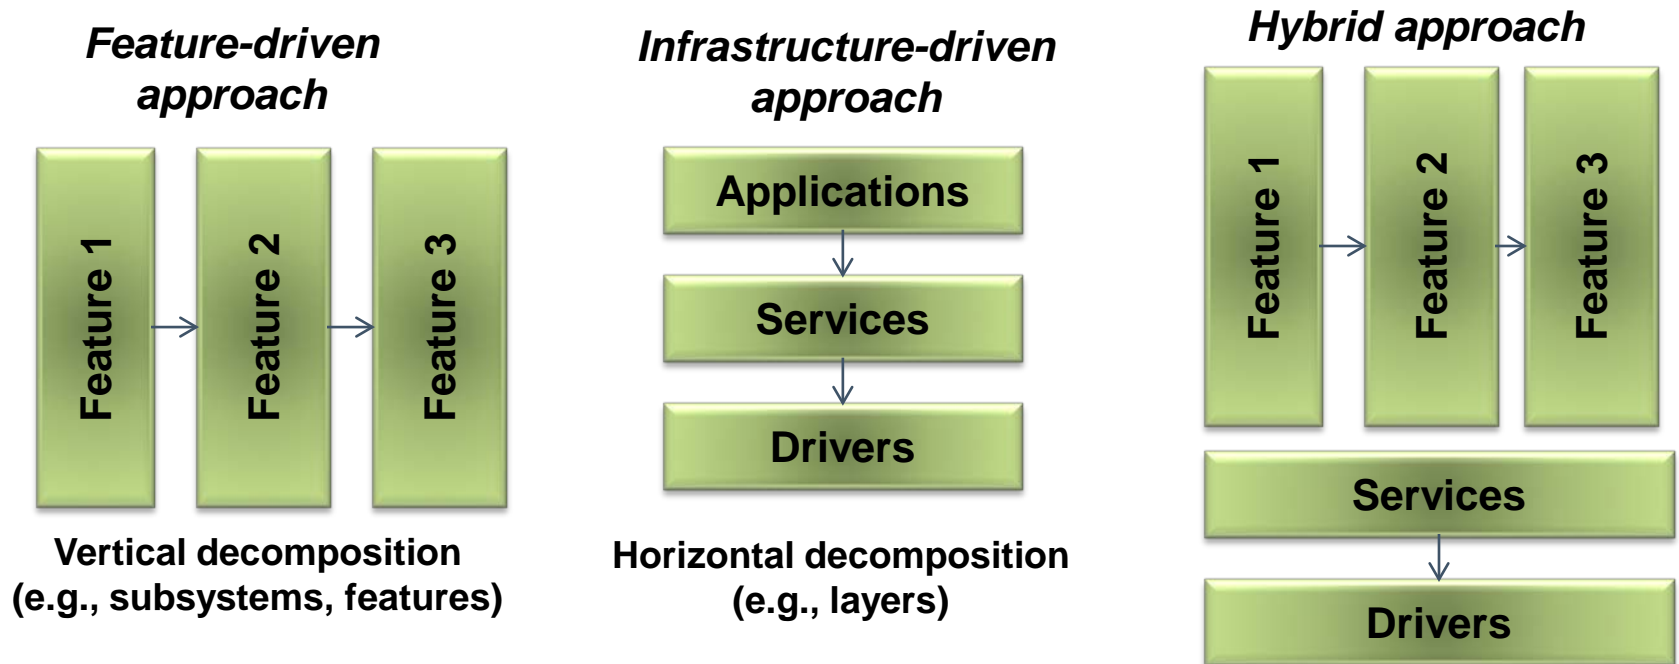 Feature-driven
approach
Feature 1
Feature 2
Feature 3
Vertical decomposition
(e.g., subsystems, features)
Infrastructure-driven
approach
Applications
Services
Drivers
Horizontal decomposition
(e.g., layers)
Hybrid approach
Feature 1
Feature 2
Feature 3
Services
Drivers